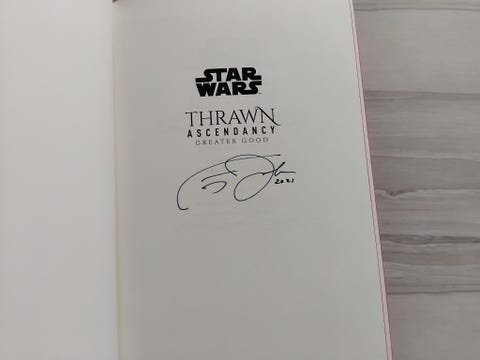 STAR
WARS
THRAWN
ASCENDANCY
GREATER GOOD
2021